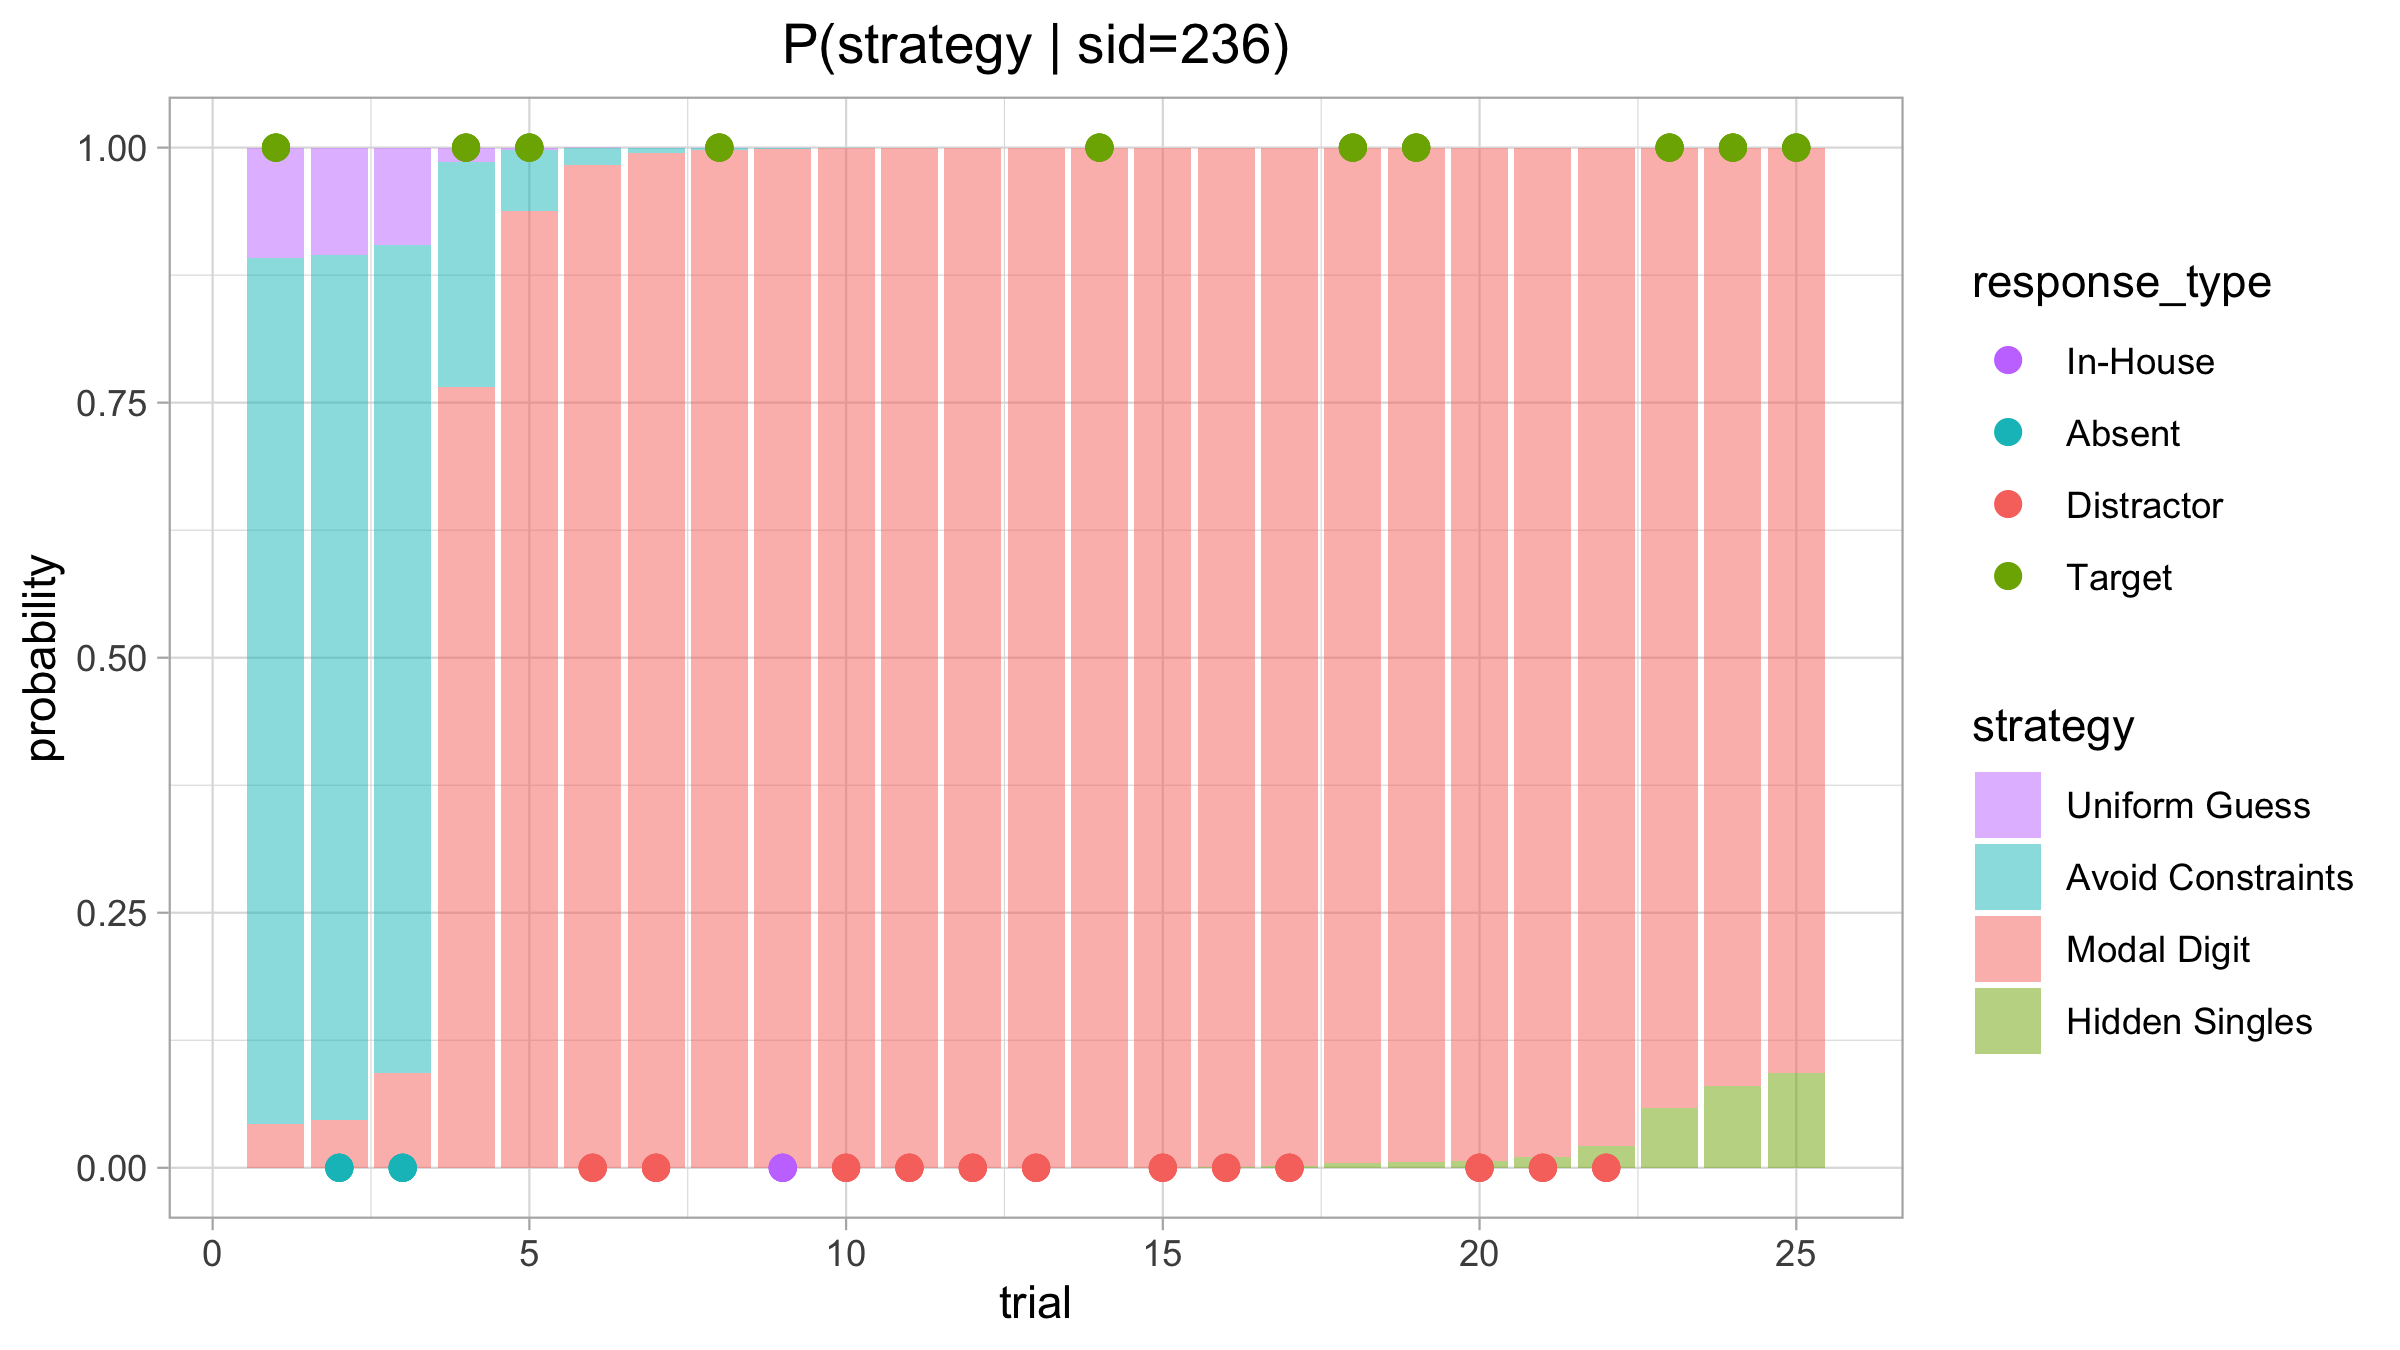 P(strategy | sid=236)
1.00
0.75
0.50
0.25
0.00
probability
0 5 10 15 20 25
trial
response_type
In-House
Absent
Distractor
Target
strategy
Uniform Guess
Avoid Constraints
Modal Digit
Hidden Singles